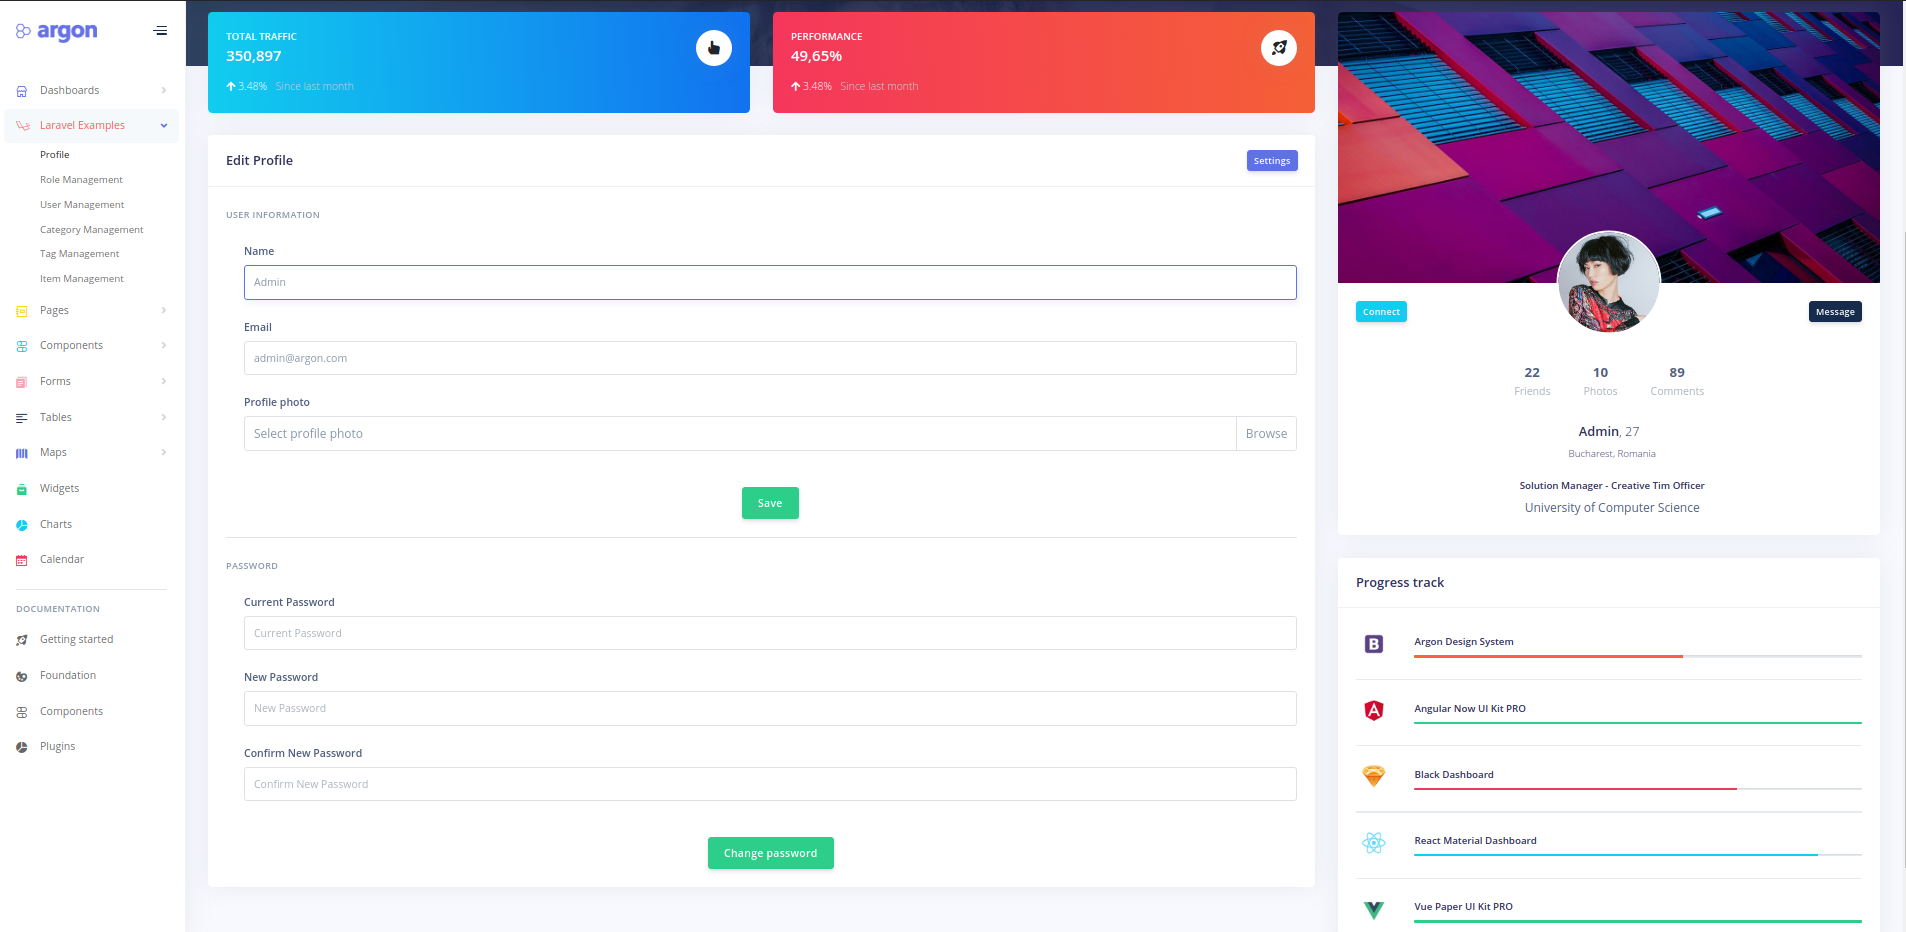 argon
Dashboards
Laravel Examples
Profile
Role Management
User Management
Category Management
Tag Management
Item Management
Pages
Components
Forms
Tables
Maps
Widgets
Charts
Calendar
DOCUMENTATION
Getting started
Foundation
Components
Plugins
TOTAL TRAFFIC
350,897
3.48% Since last month
PERFORMANCE
49,65%
3.48% Since last month
Edit Profile
Settings
USER INFORMATION
Name
Admin
Email
admin@argon.com
Profile photo
Select profile photo Browse
Save
PASSWORD
Current Password
Current Password
New Password
New Password
Confirm New Password
Confirm New Password
Change password
Connect
Message
22 10 89
Friends Photos Comments
Admin, 27
Bucharest, Romania
Solution Manager - Creative Tim Officer
University of Computer Science
Progress track
B
Argon Design System
A
Angular Now UI Kit PRO
Black Dashboard
React Material Dashboard
Vue Paper UI Kit PRO